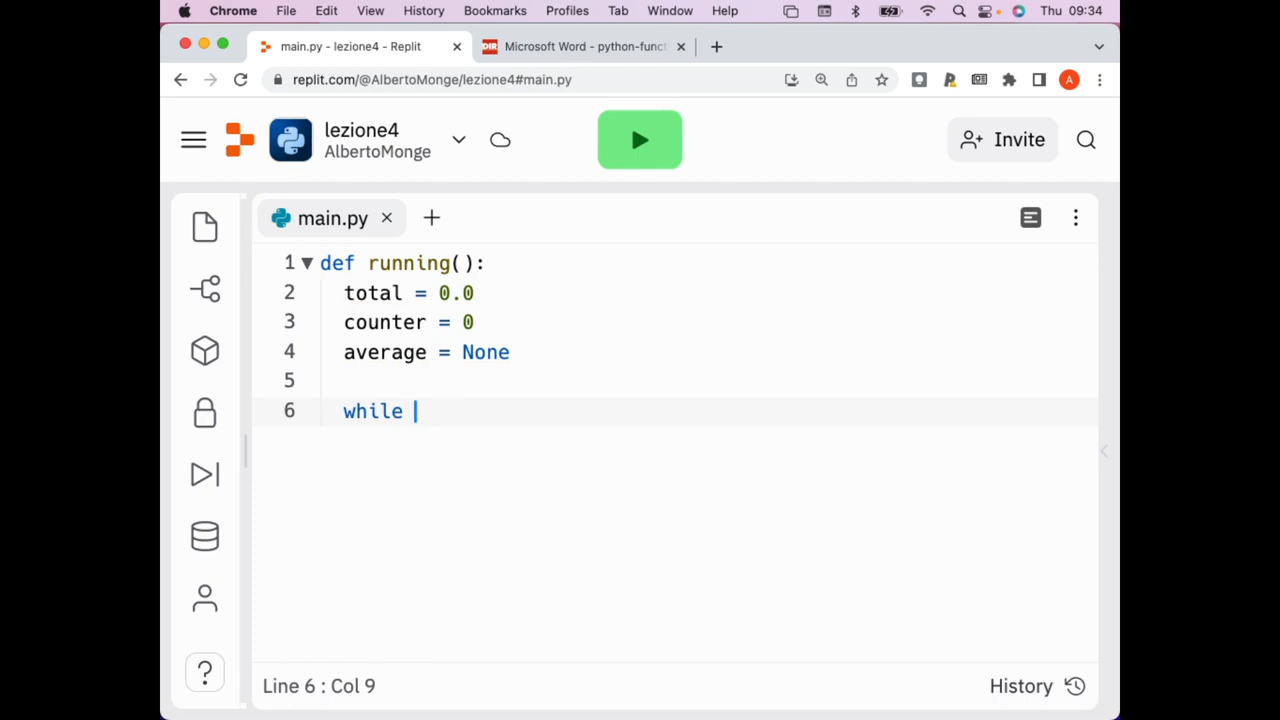 Chrome File Edit View History Bookmarks Profiles Tab Window Help Thu 09:34
main.py - lezione4 - Replit DIR Microsoft Word - python-funct
replit.com/@AlbertoMonge/lezione4#main.py A
lezione4
AlbertoMonge
Invite
main.py
1 def running():
2 total = 0.0
3 counter = 0
4 average = None
5
6 while
?
Line 6 : Col 9 History